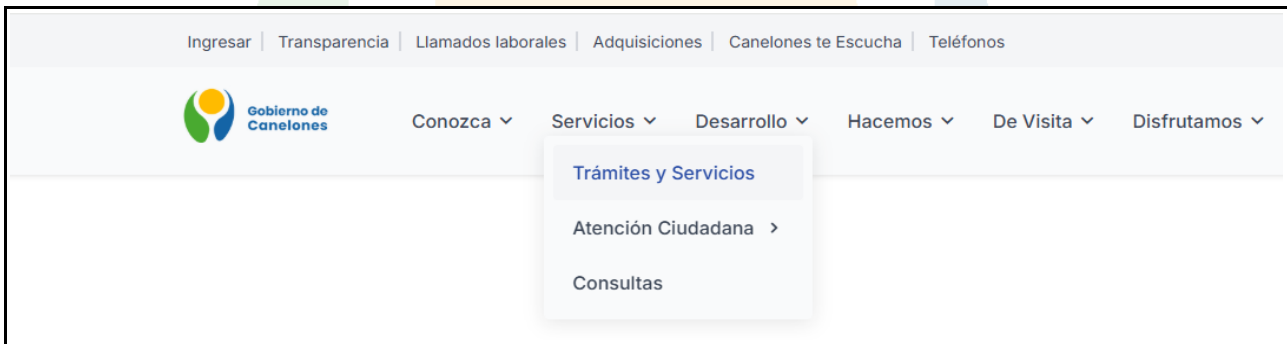 Ingresar | Transparencia | Llamados laborales | Adquisiciones | Canelones te Escucha | Teléfonos
Gobierno de
Canelones
Conozca Servicios Desarrollo Hacemos De Visita Disfrutamos
Trámites y Servicios
Atención Ciudadana
Consultas